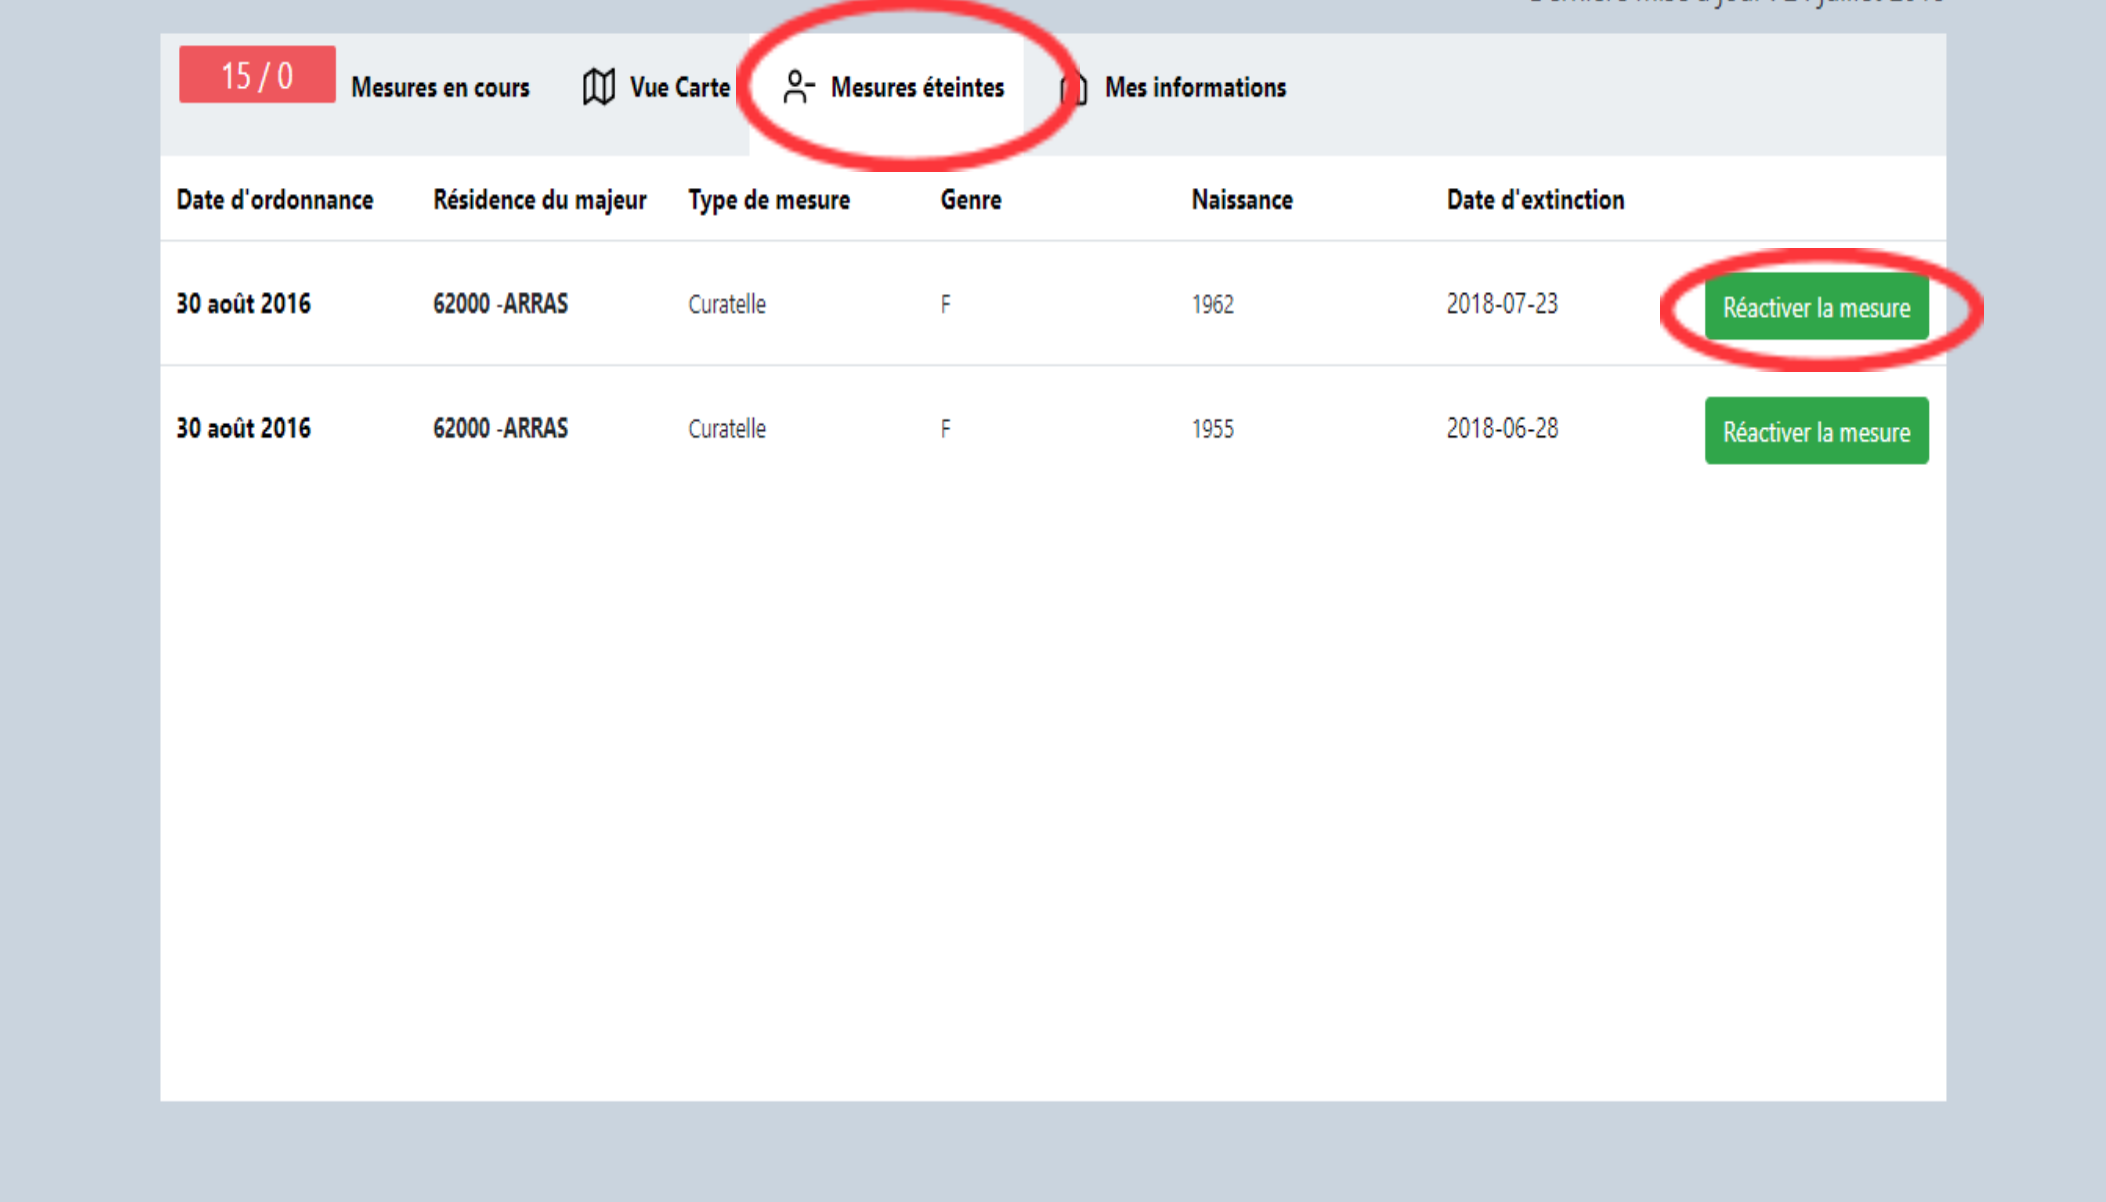 15 / 0 Mesures en cours Vue Carte Mesures éteintes Mes informations
Date d'ordonnance Résidence du majeur Type de mesure Genre Naissance Date d'extinction
30 août 2016 62000 -ARRAS Curatelle F 1962 2018-07-23 Réactiver la mesure
30 août 2016 62000 -ARRAS Curatelle F 1955 2018-06-28 Réactiver la mesure